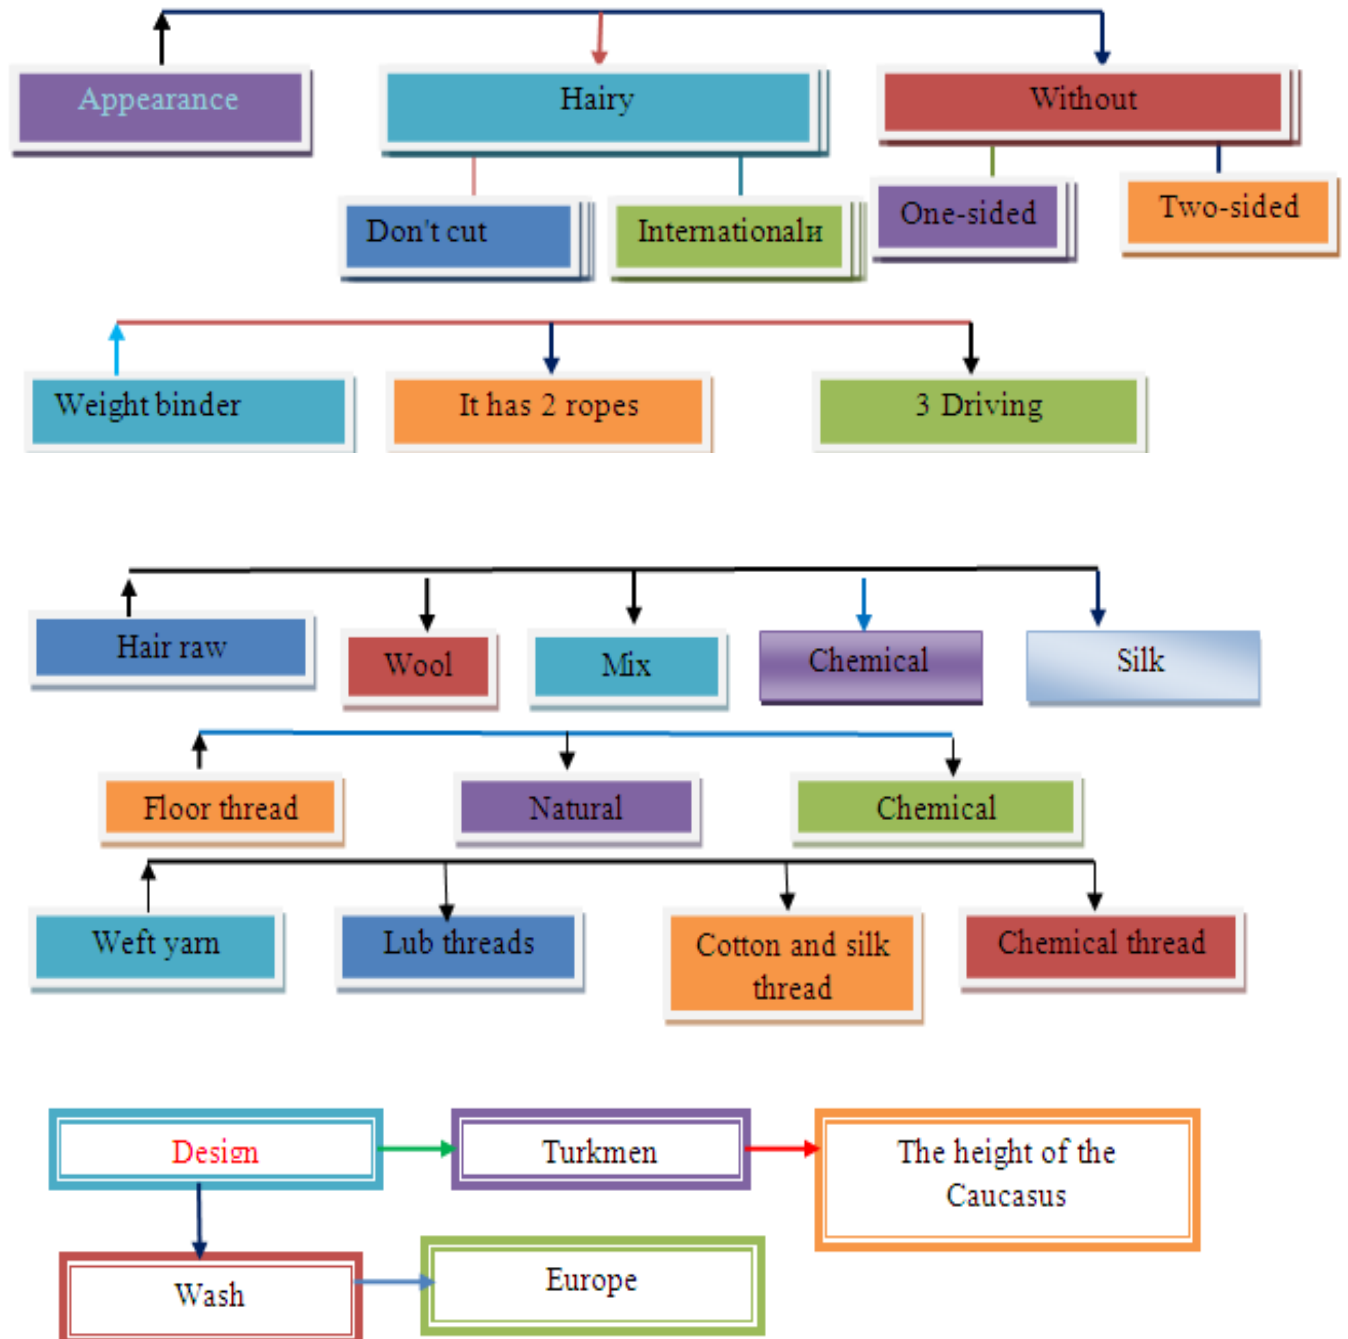 Appearance
Hairy
Without
Don't cut
Internationalи
One-sided
Two-sided
Weight binder
It has 2 ropes
3 Driving
Hair raw
Wool
Mix
Chemical
Silk
Floor thread
Natural
Chemical
Weft yarn
Lub threads
Cotton and silk
thread
Chemical thread
Design
Turkmen
The height of the
Caucasus
Wash
Europe